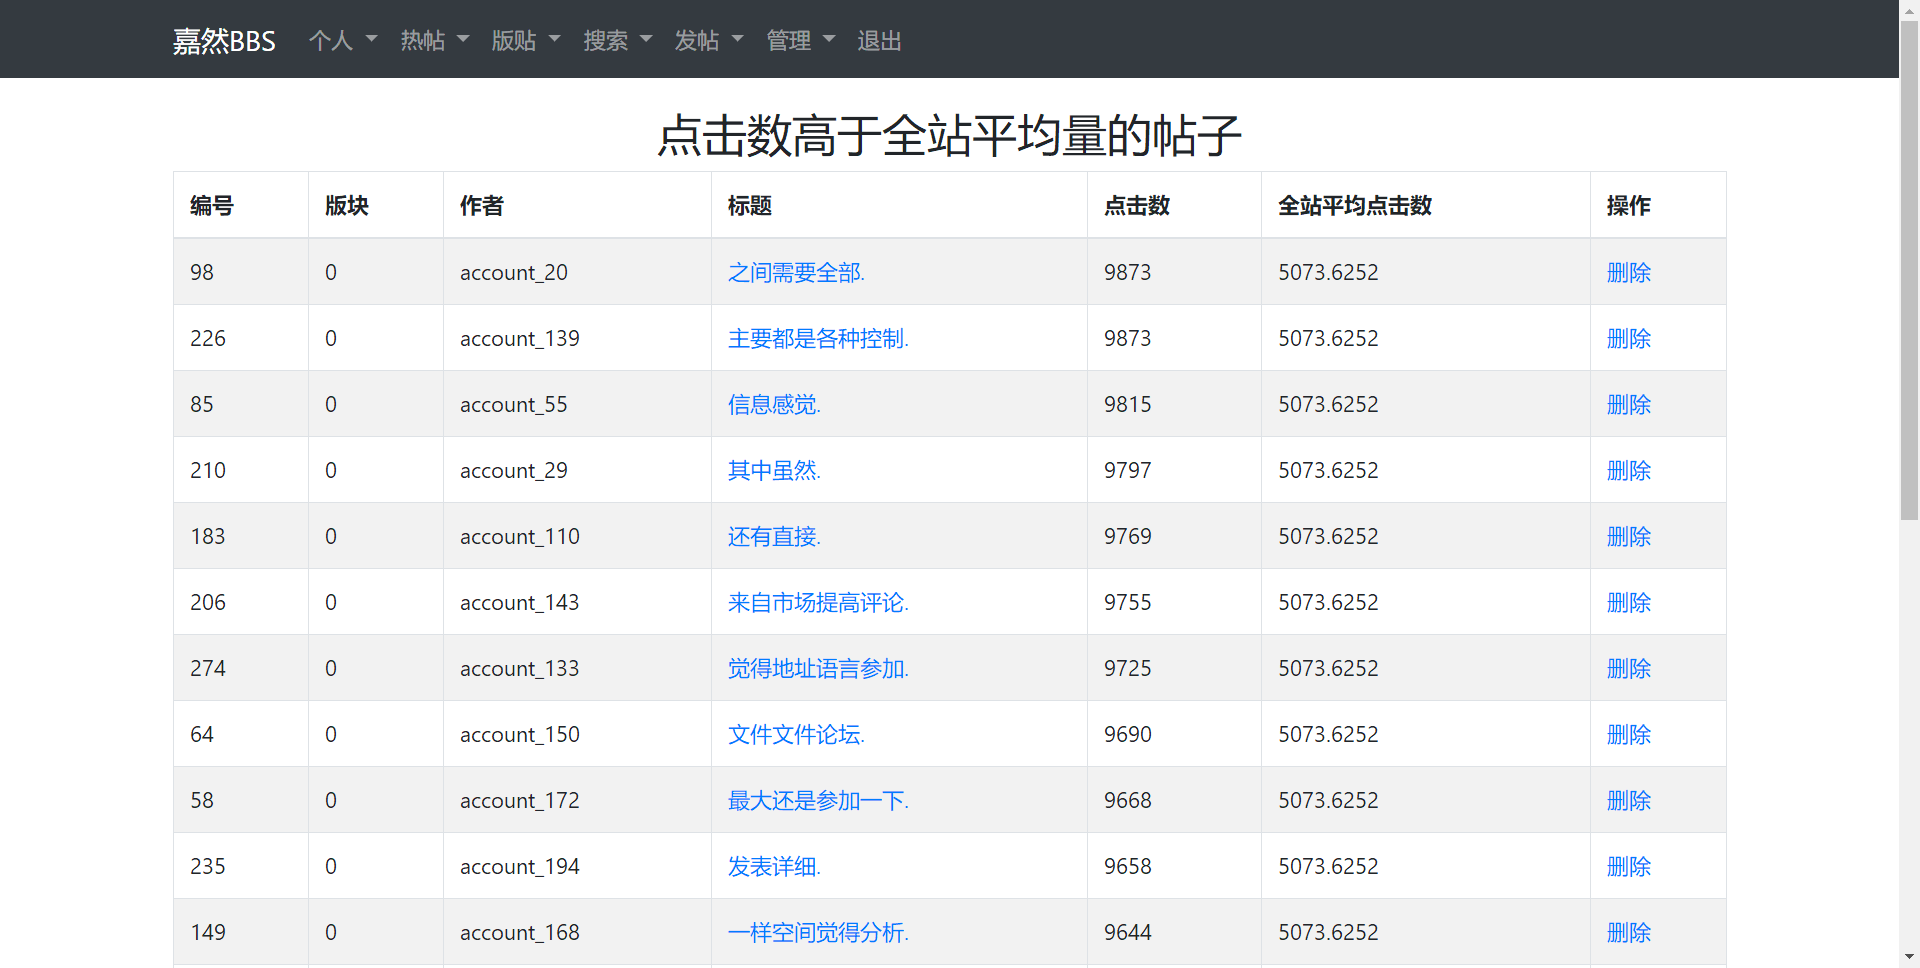 嘉然BBS 个人 热帖 版贴 搜索 发帖 管理 退出
点击数高于全站平均量的帖子
编号 版块 作者 标题 点击数 全站平均点击数 操作
98 0 account_20 之间需要全部. 9873 5073.6252 删除
226 0 account_139 主要都是各种控制. 9873 5073.6252 删除
85 0 account_55 信息感觉. 9815 5073.6252 删除
210 0 account_29 其中虽然. 9797 5073.6252 删除
183 0 account_110 还有直接. 9769 5073.6252 删除
206 0 account_143 来自市场提高评论. 9755 5073.6252 删除
274 0 account_133 觉得地址语言参加. 9725 5073.6252 删除
64 0 account_150 文件文件论坛. 9690 5073.6252 删除
58 0 account_172 最大还是参加一下. 9668 5073.6252 删除
235 0 account_194 发表详细. 9658 5073.6252 删除
149 0 account_168 一样空间觉得分析. 9644 5073.6252 删除